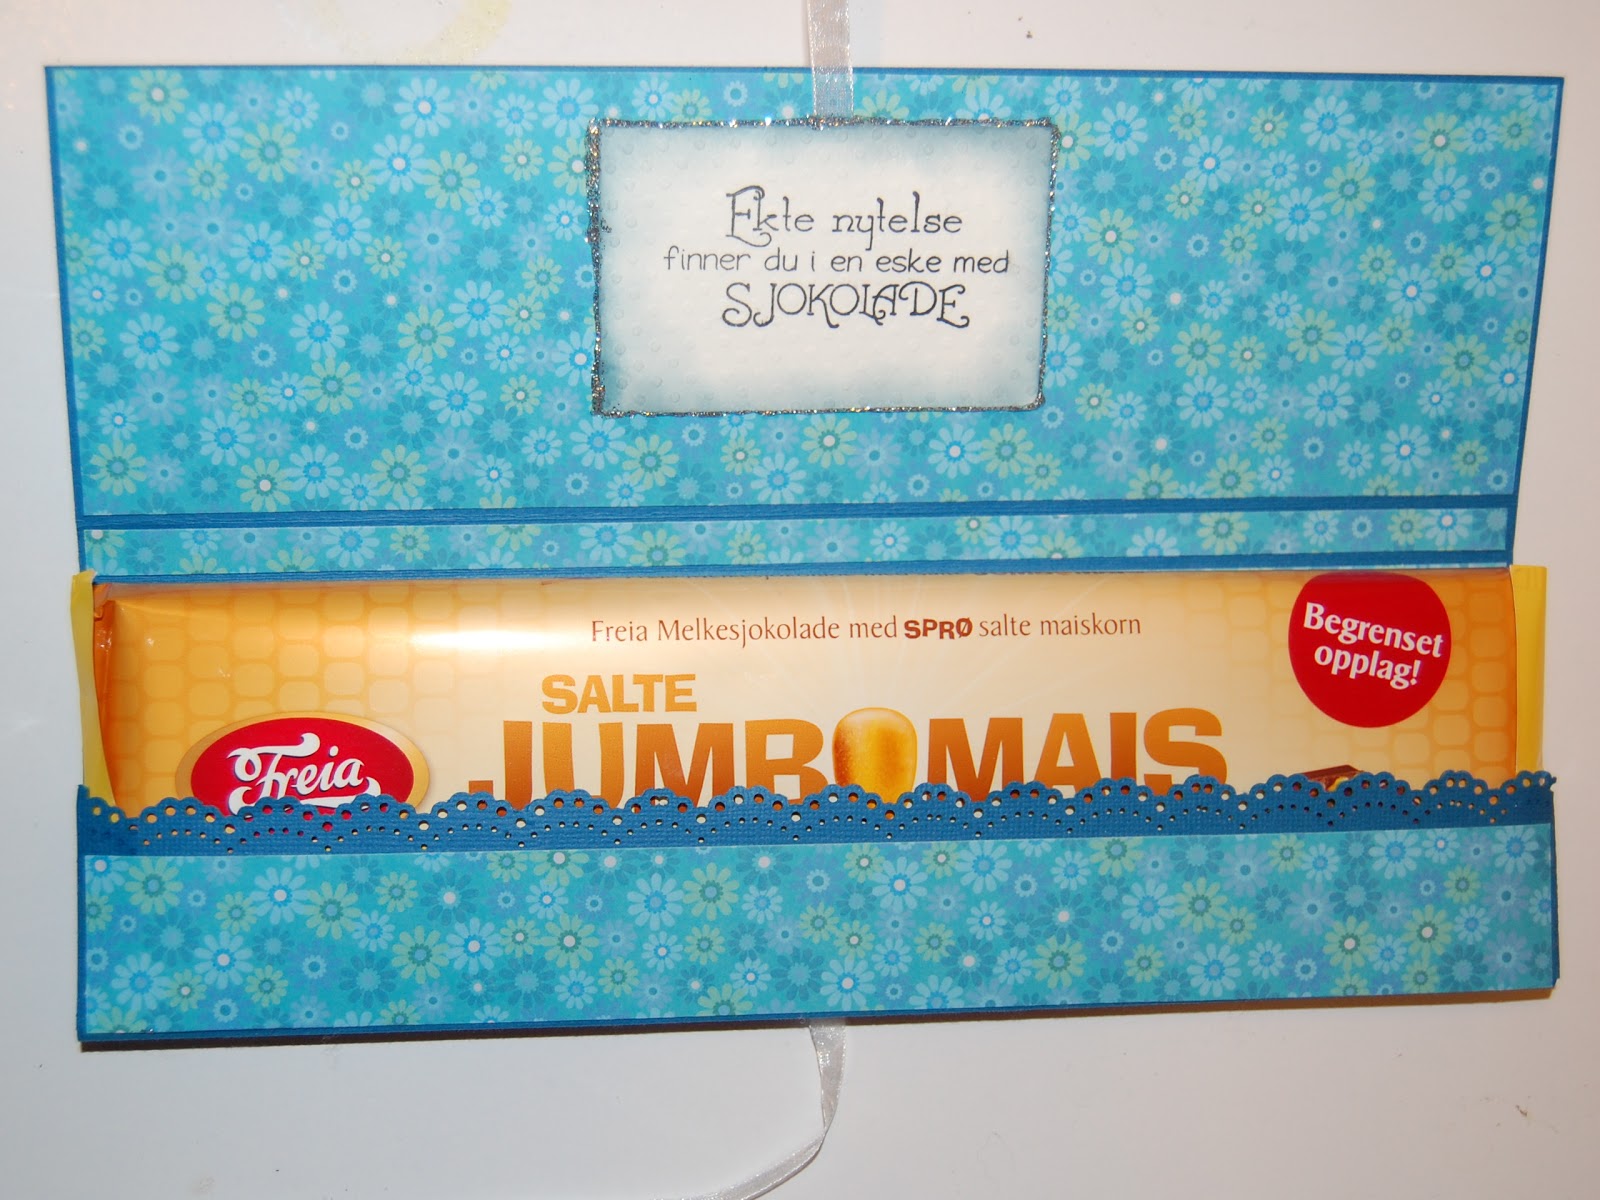 Ekte nytelse
finner du i en eske med
SJOKOLADE
Freia Melkesjokolade med SPRØ salte maiskorn
Begrenset
opplag!
SALTE
JUMBOMAIS
Freia